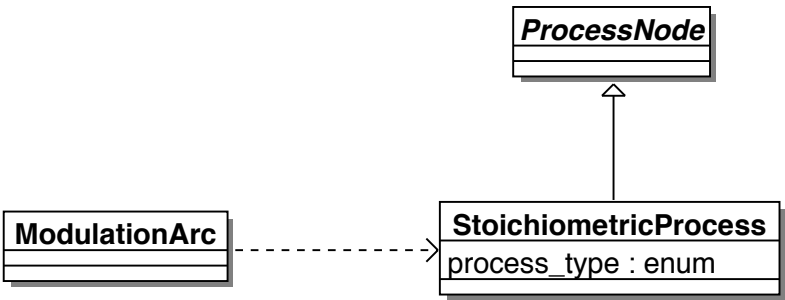 ProcessNode
ModulationArc
StoichiometricProcess
process_type : enum